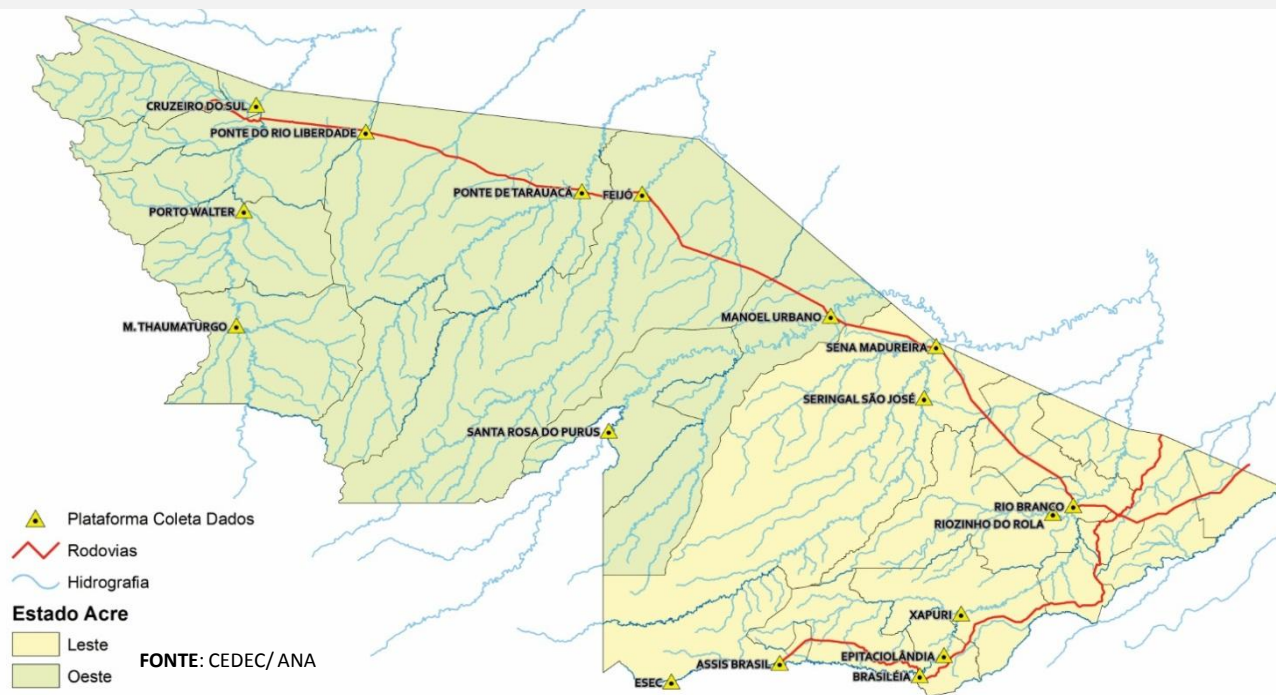 CRUZEIRO DO SUL
PONTE DO RIO LIBERDADE
PONTE DE TARAUACÁ
FEIJÓ
PORTO WALTER
M. THAUMATURGO
MANOEL URBANO
SENA MADUREIRA
SERINGAL SÃO JOSÉ
SANTA ROSA DO PURUS
RIO BRANCO
RIOZINHO DO ROLA
XAPURI
EPITACIOLÂNDIA
ASSIS BRASIL
BRASILÉIA
ESEC
Plataforma Coleta Dados
Rodovias
Hidrografia
Estado Acre
Leste
Oeste
FONTE: CEDEC/ ANA